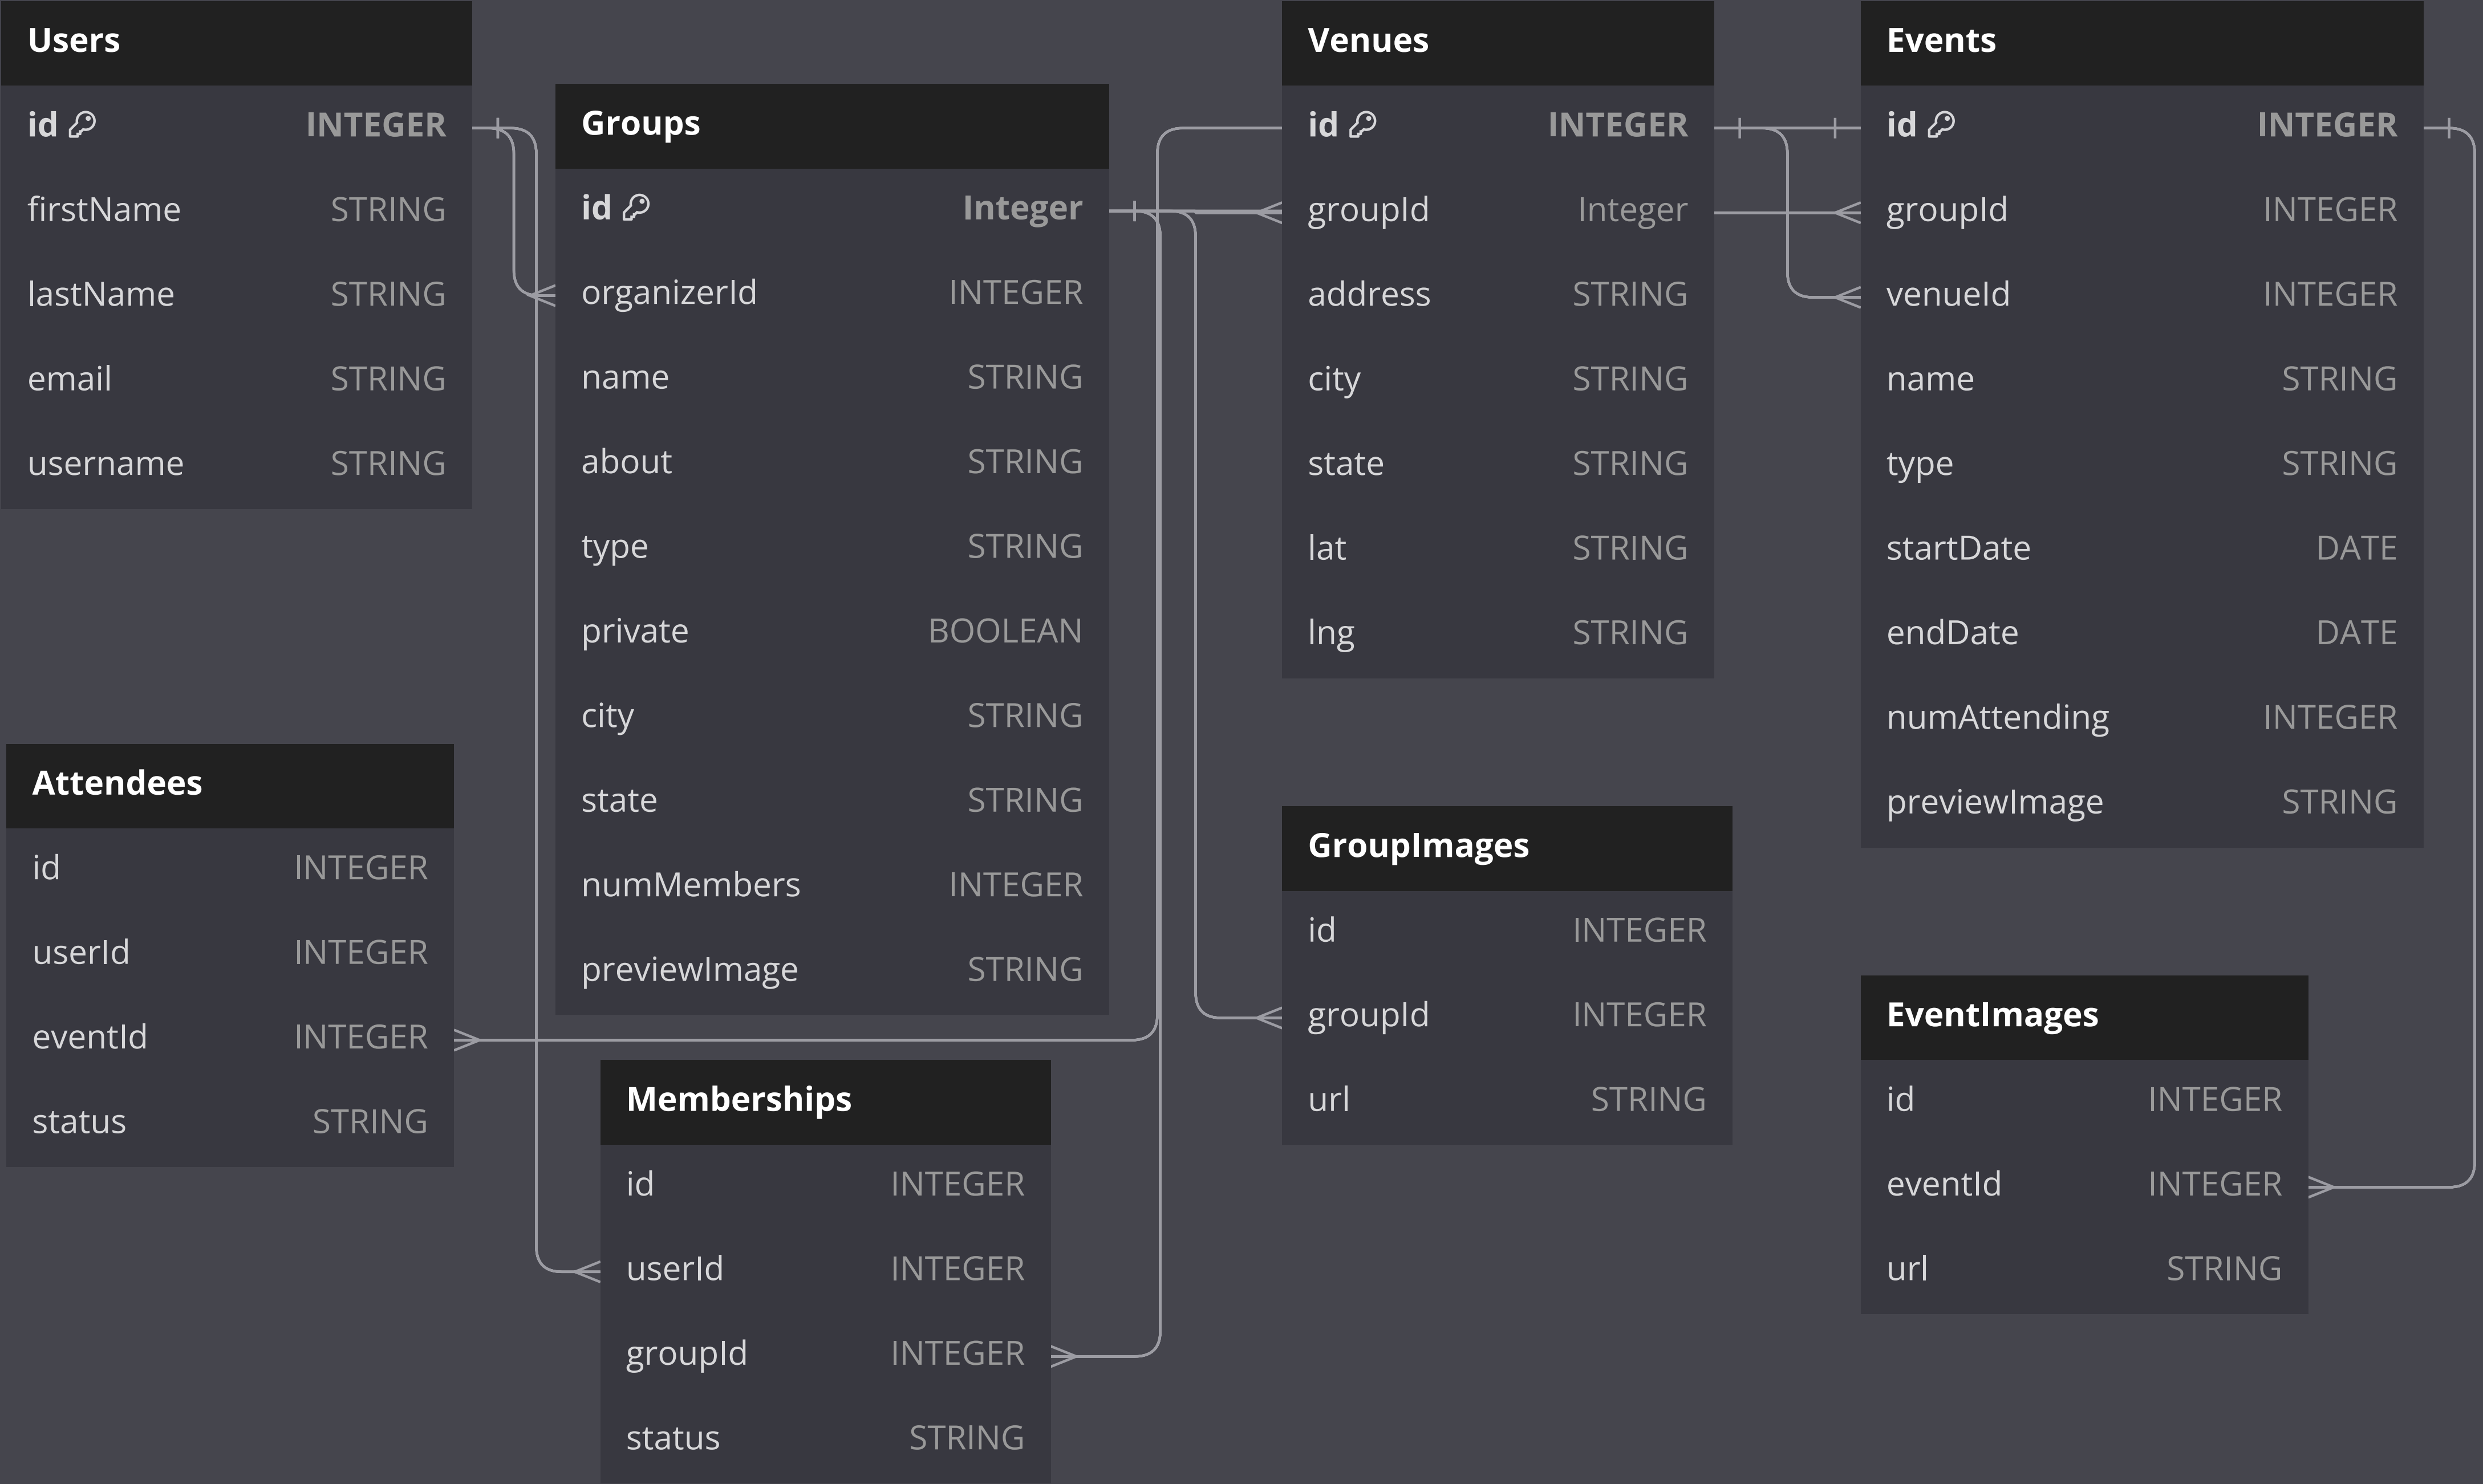 Users
id INTEGER
firstName STRING
lastName STRING
email STRING
username STRING
Groups
id Integer
organizerId INTEGER
name STRING
about STRING
type STRING
private BOOLEAN
city STRING
state STRING
numMembers INTEGER
previewImage STRING
Venues
id INTEGER
groupId Integer
address STRING
city STRING
state STRING
lat STRING
lng STRING
Events
id INTEGER
groupId INTEGER
venueId INTEGER
name STRING
type STRING
startDate DATE
endDate DATE
numAttending INTEGER
previewImage STRING
Attendees
id INTEGER
userId INTEGER
eventId INTEGER
status STRING
Memberships
id INTEGER
userId INTEGER
groupId INTEGER
status STRING
GroupImages
id INTEGER
groupId INTEGER
url STRING
EventImages
id INTEGER
eventId INTEGER
url STRING